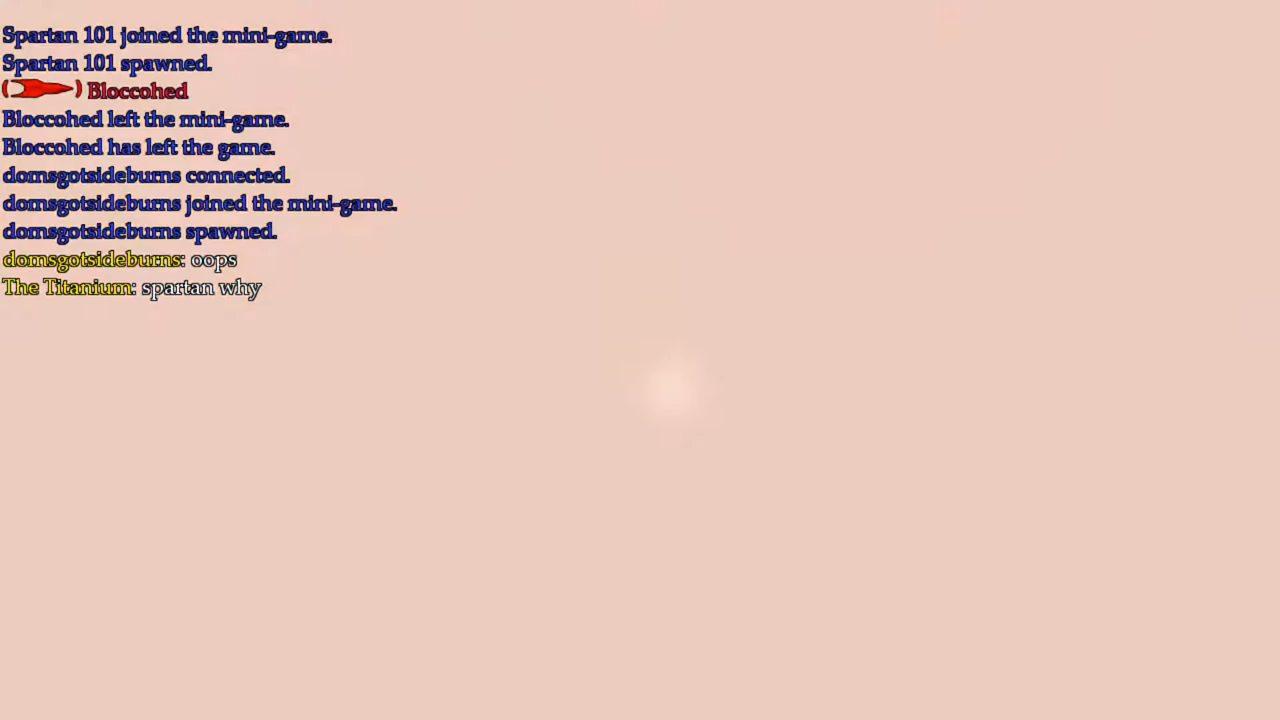 Spartan 101 joined the mini-game.
Spartan 101 spawned.
( ) Bloccohed
Bloccohed left the mini-game.
Bloccohed has left the game.
domsgotsideburns connected.
domsgotsideburns joined the mini-game.
domsgotsideburns spawned.
domsgotsideburns: oops
The Titanium: spartan why